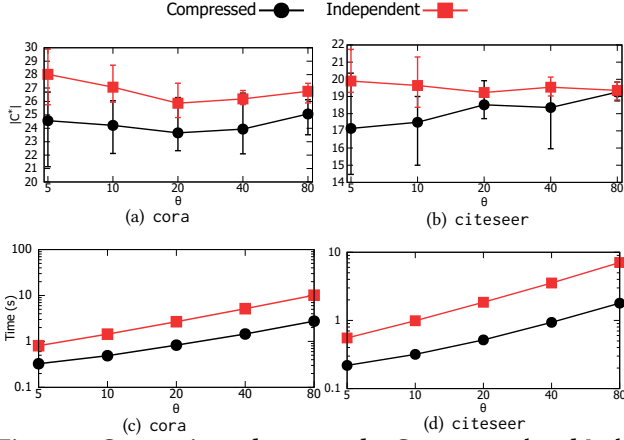 Compressed Independent
30
29
28
27
26
25
24
23
22
21
20
|C*|
5 10 20 40 80
θ
(a) cora
22
21
20
19
18
17
16
15
14
5 10 20 40 80
θ
(b) citeseer
100
10
1
0.1
Time (s)
5 10 20 40 80
θ
(c) cora
10
1
0.1
5 10 20 40 80
θ
(d) citeseer